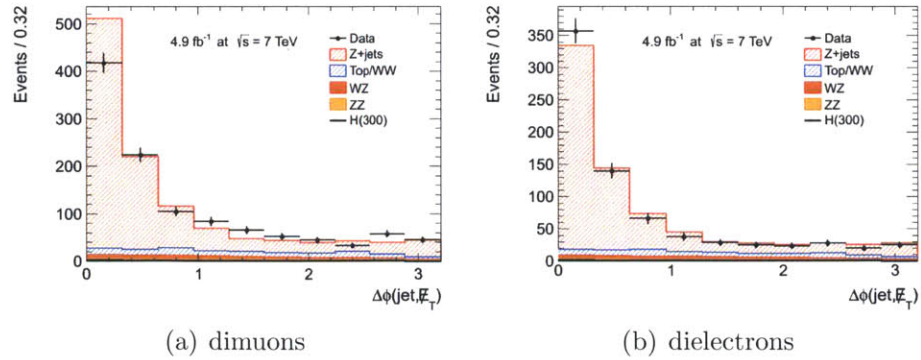 Events / 0.32
500
400
300
200
100
0
0 1 2 3
4.9 fb⁻¹ at √s = 7 TeV
Data
Z+jets
Top/WW
WZ
ZZ
H(300)
Δϕ(jet,E̸_T)
(a) dimuons
Events / 0.32
350
300
250
200
150
100
50
0
0 1 2 3
4.9 fb⁻¹ at √s = 7 TeV
Data
Z+jets
Top/WW
WZ
ZZ
H(300)
Δϕ(jet,E̸_T)
(b) dielectrons